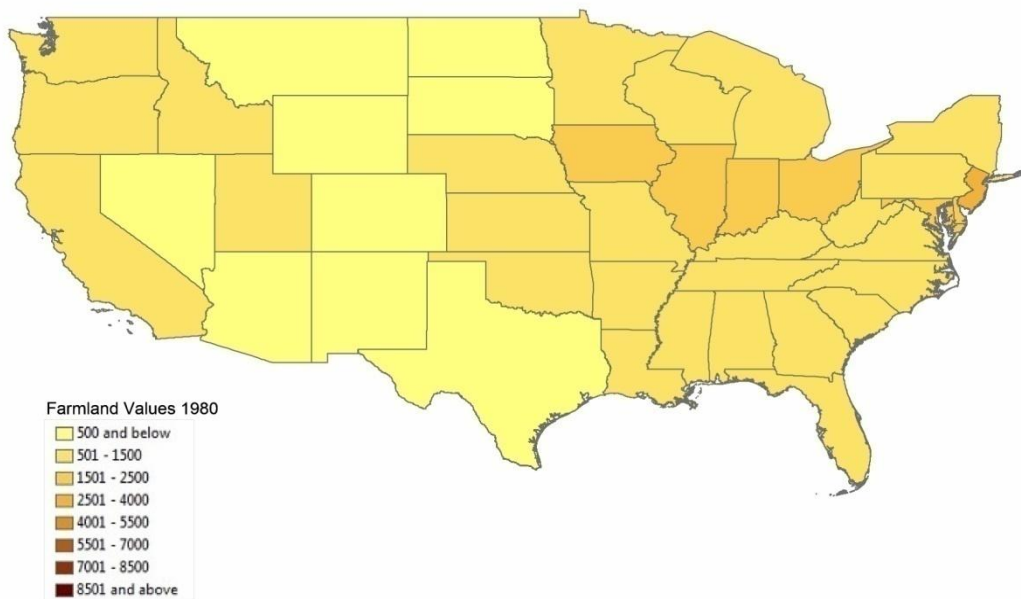 Farmland Values 1980
500 and below
501 - 1500
1501 - 2500
2501 - 4000
4001 - 5500
5501 - 7000
7001 - 8500
8501 and above